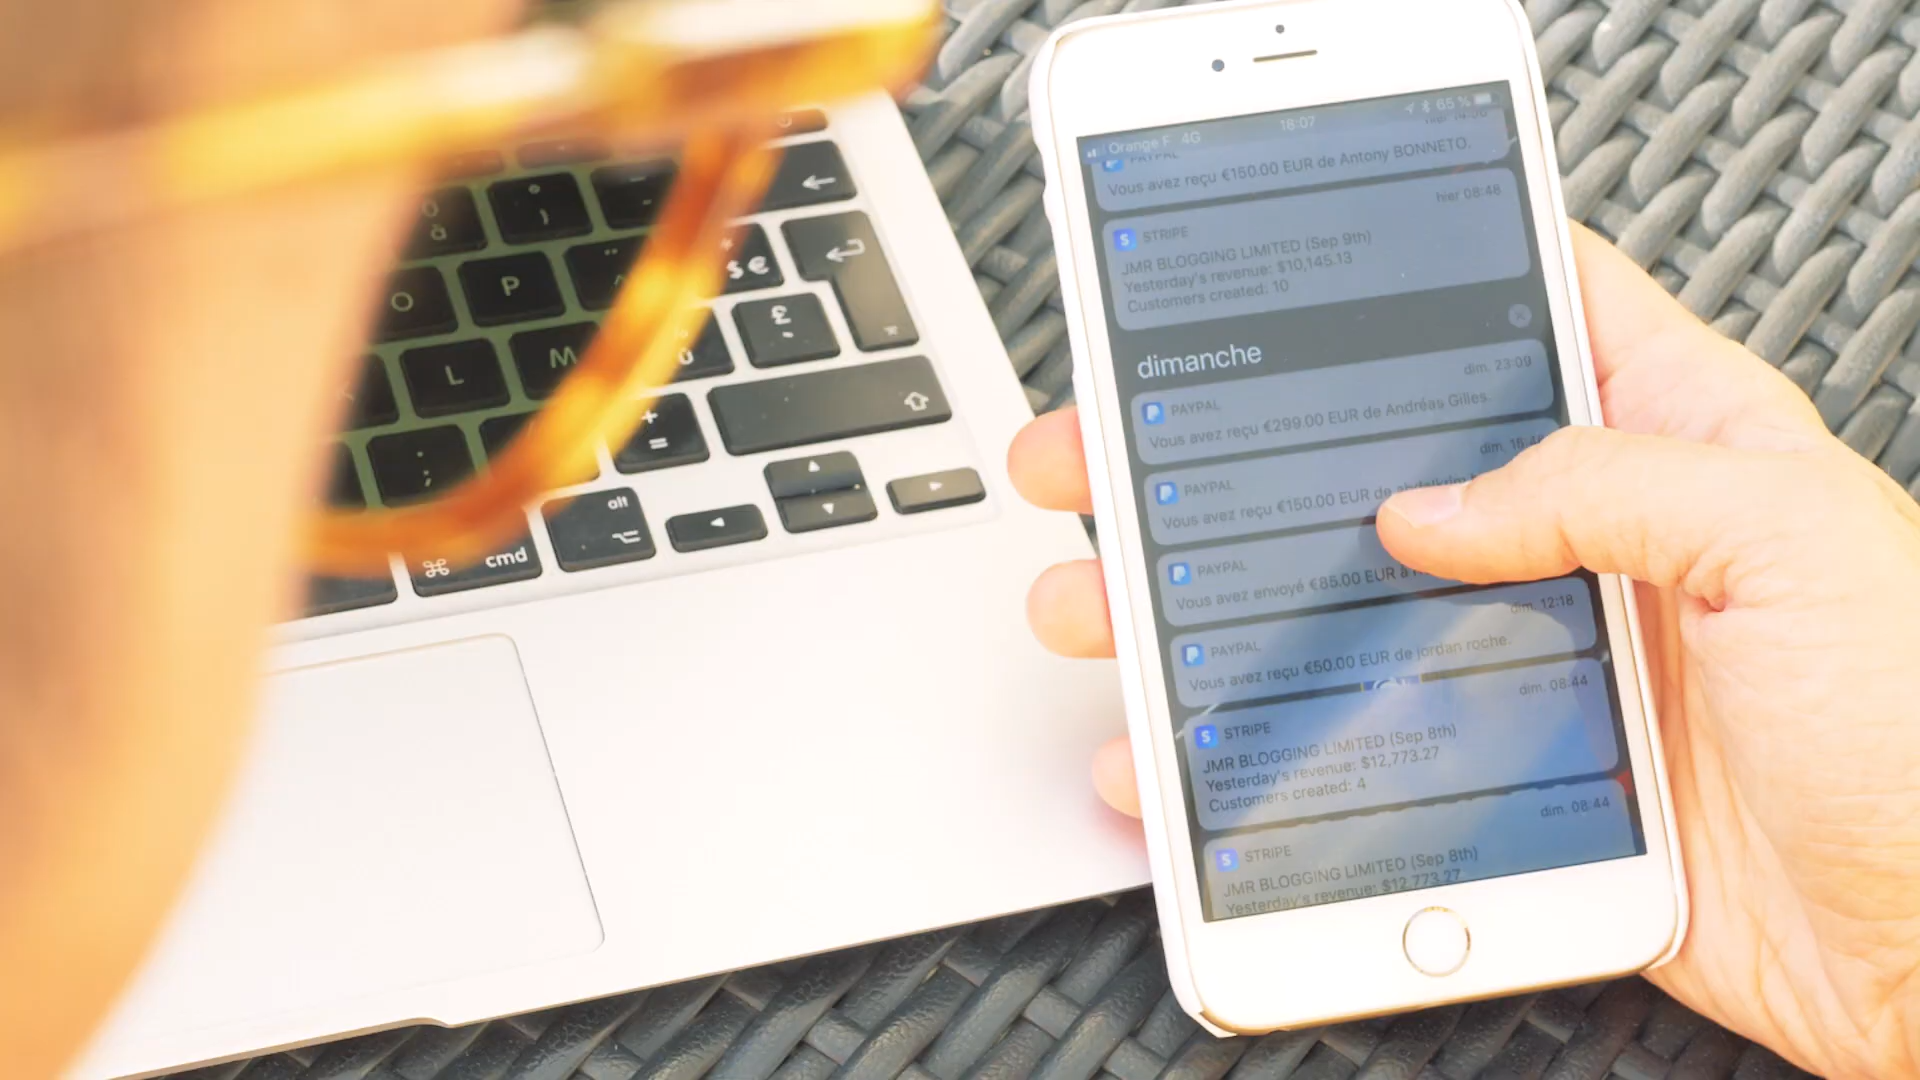 Orange F 4G 18:07 65 %
PAYPAL
Vous avez reçu €150.00 EUR de Antony BONNETO.
STRIPE hier 08:48
JMR BLOGGING LIMITED (Sep 9th)
Yesterday's revenue: $10,145.13
Customers created: 10
dimanche
PAYPAL dim. 23:09
Vous avez reçu €299.00 EUR de Andréas Gilles.
PAYPAL dim.
Vous avez reçu €150.00 EUR de abdelkrim
PAYPAL
Vous avez envoyé €85.00 EUR à
PAYPAL dim. 12:18
Vous avez reçu €50.00 EUR de jordan roche.
STRIPE dim. 08:44
JMR BLOGGING LIMITED (Sep 8th)
Yesterday's revenue: $12,773.27
Customers created: 4
STRIPE dim. 08:44
JMR BLOGGING LIMITED (Sep 8th)
Yesterday's revenue: $12,773.27
à )
O P $ €
L M ù £
; + =
alt
cmd